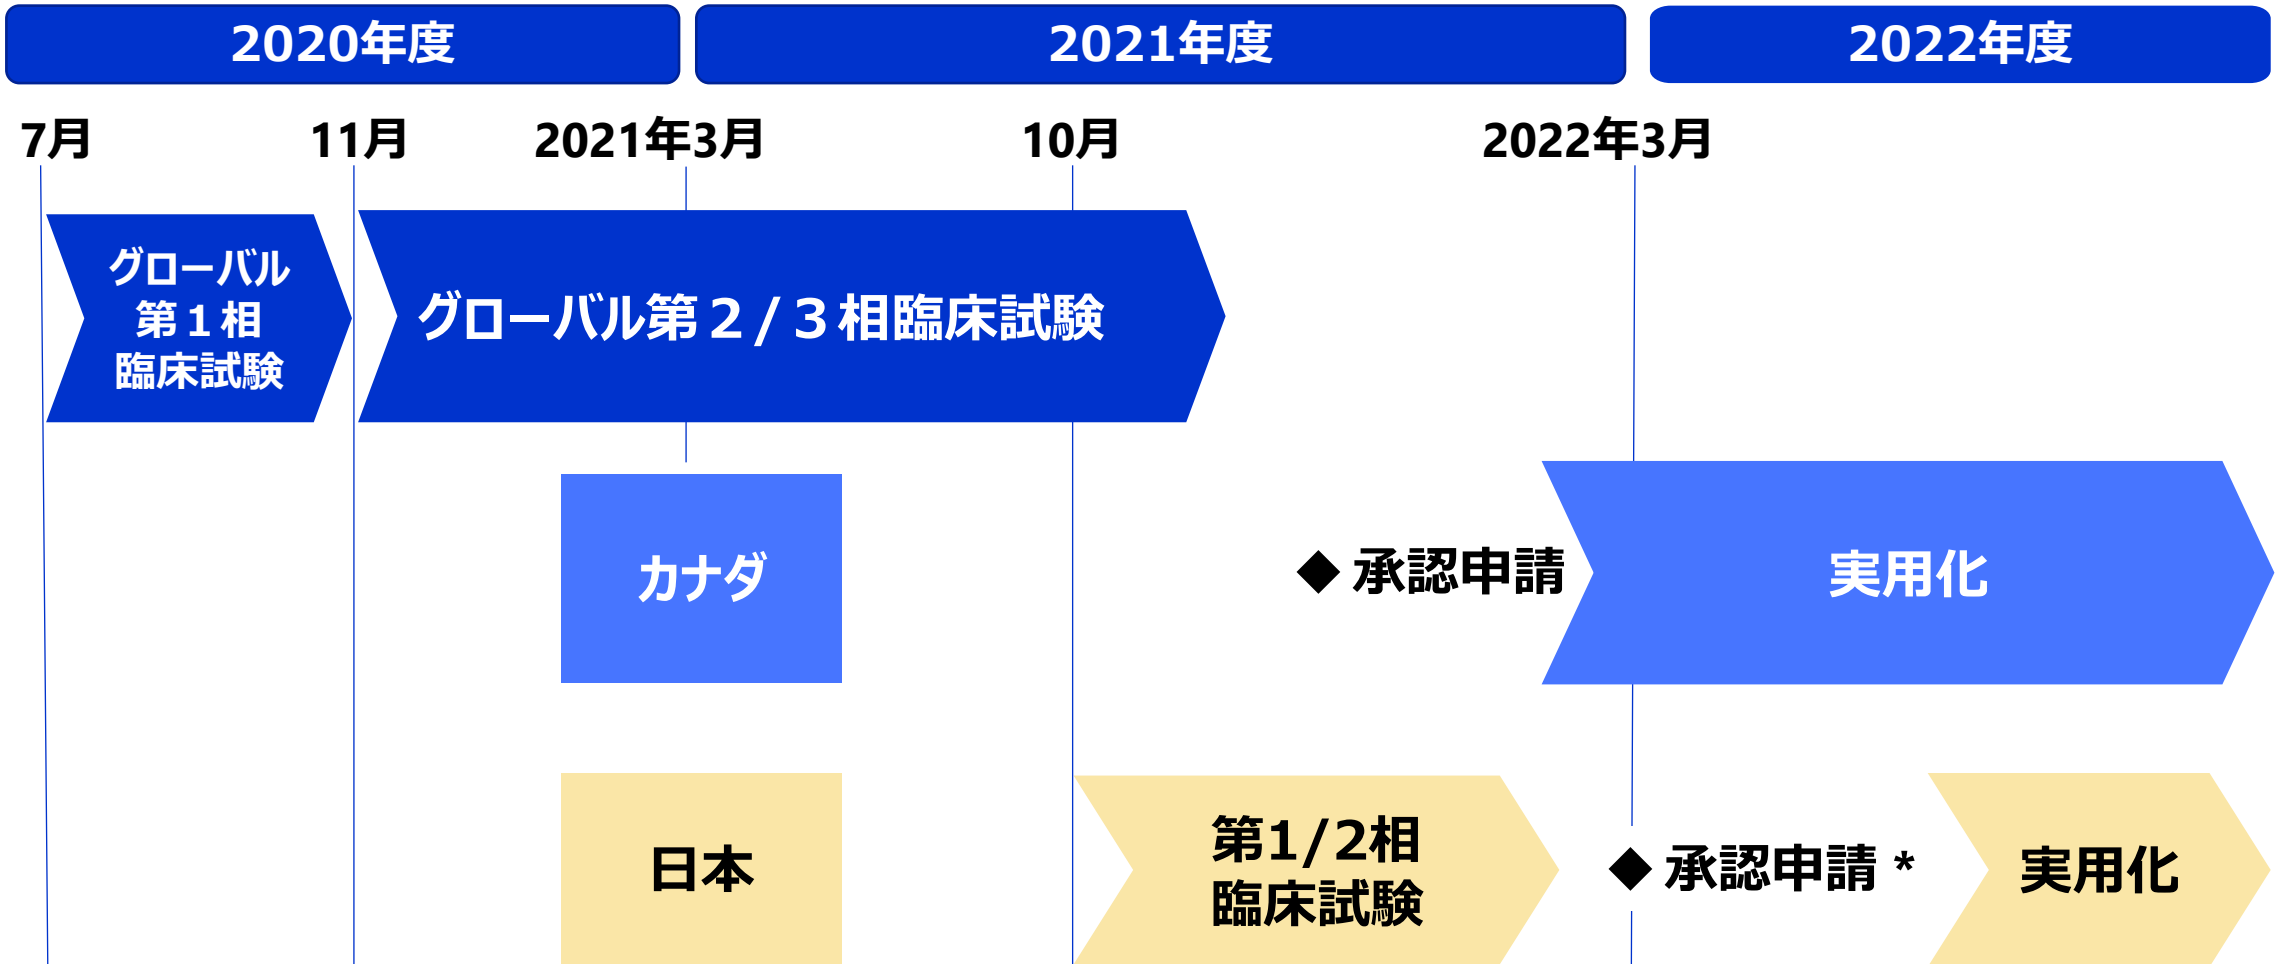 2020年度
2021年度
2022年度
7月
11月
2021年3月
10月
2022年3月
グローバル
第１相
臨床試験
グローバル第２/３相臨床試験
カナダ
◆ 承認申請
実用化
日本
第1/2相
臨床試験
◆ 承認申請 *
実用化